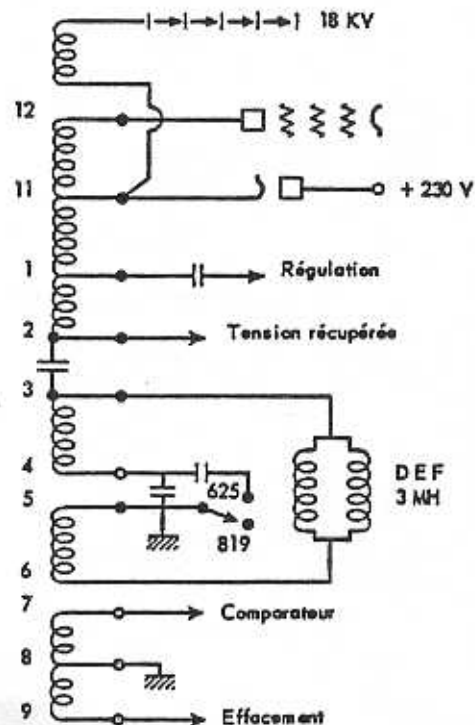 18 KV
12
11
+ 230 V
1
Régulation
2
Tension récupérée
3
4
625
DEF
3 MH
5
819
6
7
Comparateur
8
9
Effacement